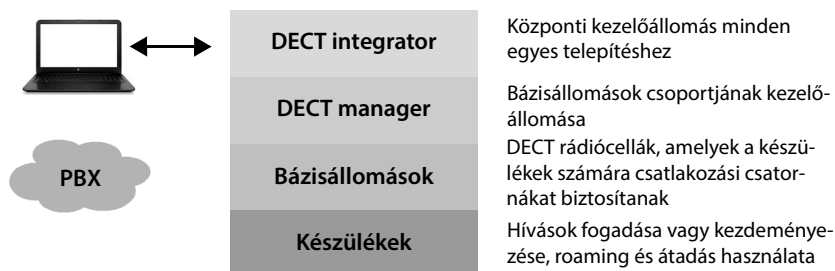 DECT integrator
Központi kezelőállomás minden
egyes telepítéshez
DECT manager
Bázisállomások csoportjának kezelő-
állomása
PBX
Bázisállomások
DECT rádiócellák, amelyek a készü-
lékek számára csatlakozási csator-
nákat biztosítanak
Készülékek
Hívások fogadása vagy kezdeménye-
zése, roaming és átadás használata